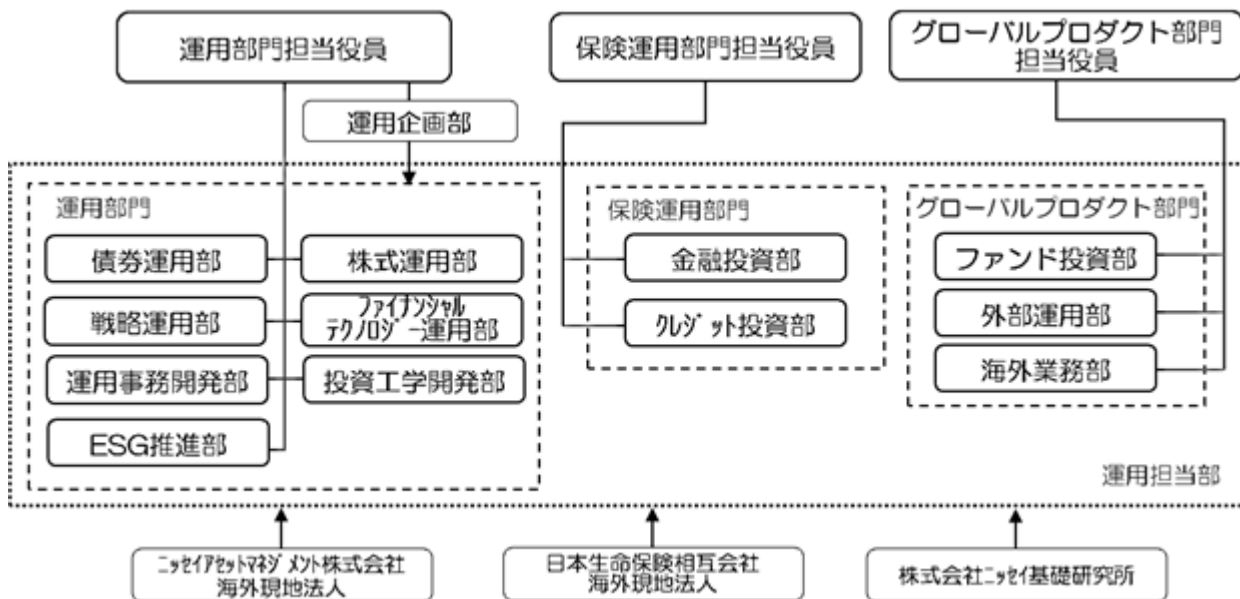 運用部門担当役員
保険運用部門担当役員
グローバルプロダクト部門
担当役員
運用企画部
運用部門
債券運用部
株式運用部
戦略運用部
ファイナンシャル
テクノロジー運用部
運用事務開発部
投資工学開発部
ESG推進部
保険運用部門
金融投資部
クレジット投資部
グローバルプロダクト部門
ファンド投資部
外部運用部
海外業務部
運用担当部
ニッセイアセットマネジメント株式会社
海外現地法人
日本生命保険相互会社
海外現地法人
株式会社ニッセイ基礎研究所